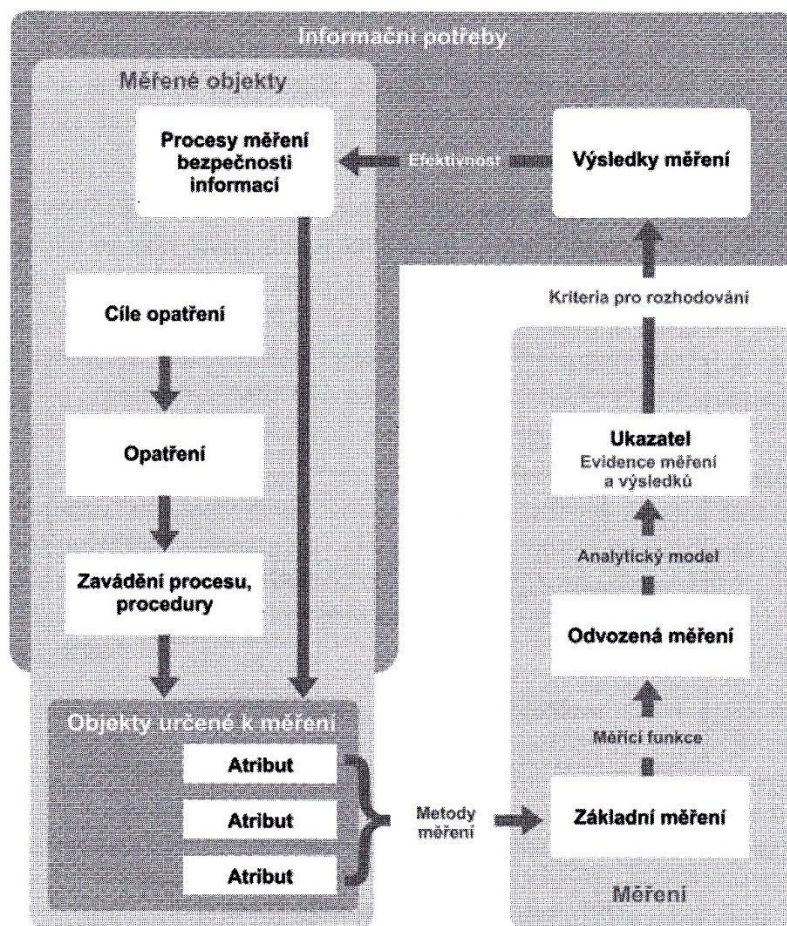 Informační potřeby
Měřené objekty
Procesy měření
bezpečnosti
informací
Efektivnost
Výsledky měření
Cíle opatření
Kriteria pro rozhodování
Opatření
Ukazatel
Evidence měření
a výsledků
Analytický model
Zavádění procesu,
procedury
Odvozená měření
Objekty určené k měření
Měřící funkce
Atribut
Atribut
Atribut
Metody
měření
Základní měření
Měření